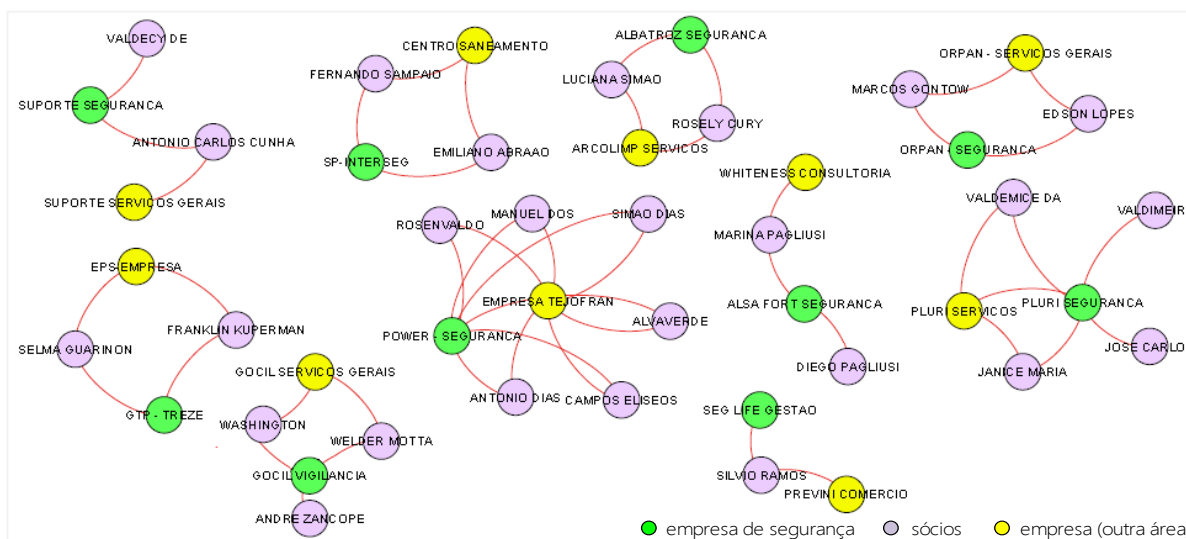 VALDECY DE
SUPORTE SEGURANCA
ANTONIO CARLOS CUNHA
SUPORTE SERVICOS GERAIS
CENTRO SANEAMENTO
FERNANDO SAMPAIO
EMILIANO ABRAAO
SP-INTERSEG
ALBATROZ SEGURANCA
LUCIANA SIMAO
ROSELY CURY
ARCOLIMP SERVICOS
ORPAN - SERVICOS GERAIS
MARCOS GONTOW
EDSON LOPES
ORPAN - SEGURANCA
EPS-EMPRESA
FRANKLIN KUPERMAN
SELMA GUARINON
GTP - TREZE
GOCIL SERVICOS GERAIS
WASHINGTON
WELDER MOTTA
GOCIL VIGILANCIA
ANDRE ZANCOPE
ROSENVALDO
MANUEL DOS
SIMAO DIAS
EMPRESA TEJOFRAN
ALVAVERDE
POWER - SEGURANCA
ANTONIO DIAS
CAMPOS ELISEOS
WHITENESS CONSULTORIA
MARINA PAGLIUSI
ALSA FORT SEGURANCA
DIEGO PAGLIUSI
VALDEMICE DA
VALDIMEIR
PLURI SERVICOS
PLURI SEGURANCA
JOSE CARLO
JANICE MARIA
SEG LIFE GESTAO
SILVIO RAMOS
PREVINI COMERCIO
empresa de segurança
sócios
empresa (outra área